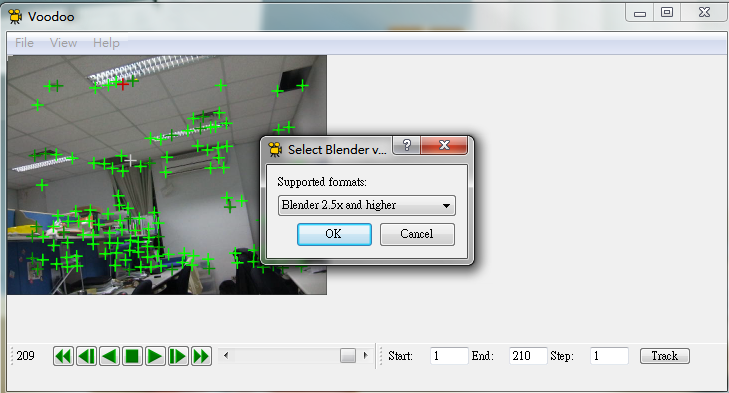 Voodoo
File View Help
Select Blender v...
Supported formats:
Blender 2.5x and higher
OK Cancel
209 Start: 1 End: 210 Step: 1 Track